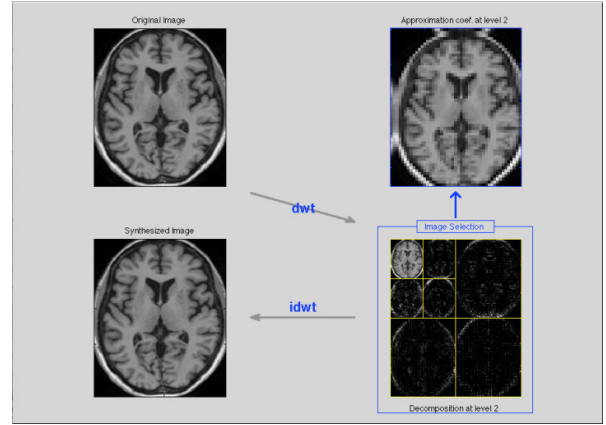 Original Image
Approximation coef. at level 2
dwt
Synthesized Image
Image Selection
idwt
Decomposition at level 2